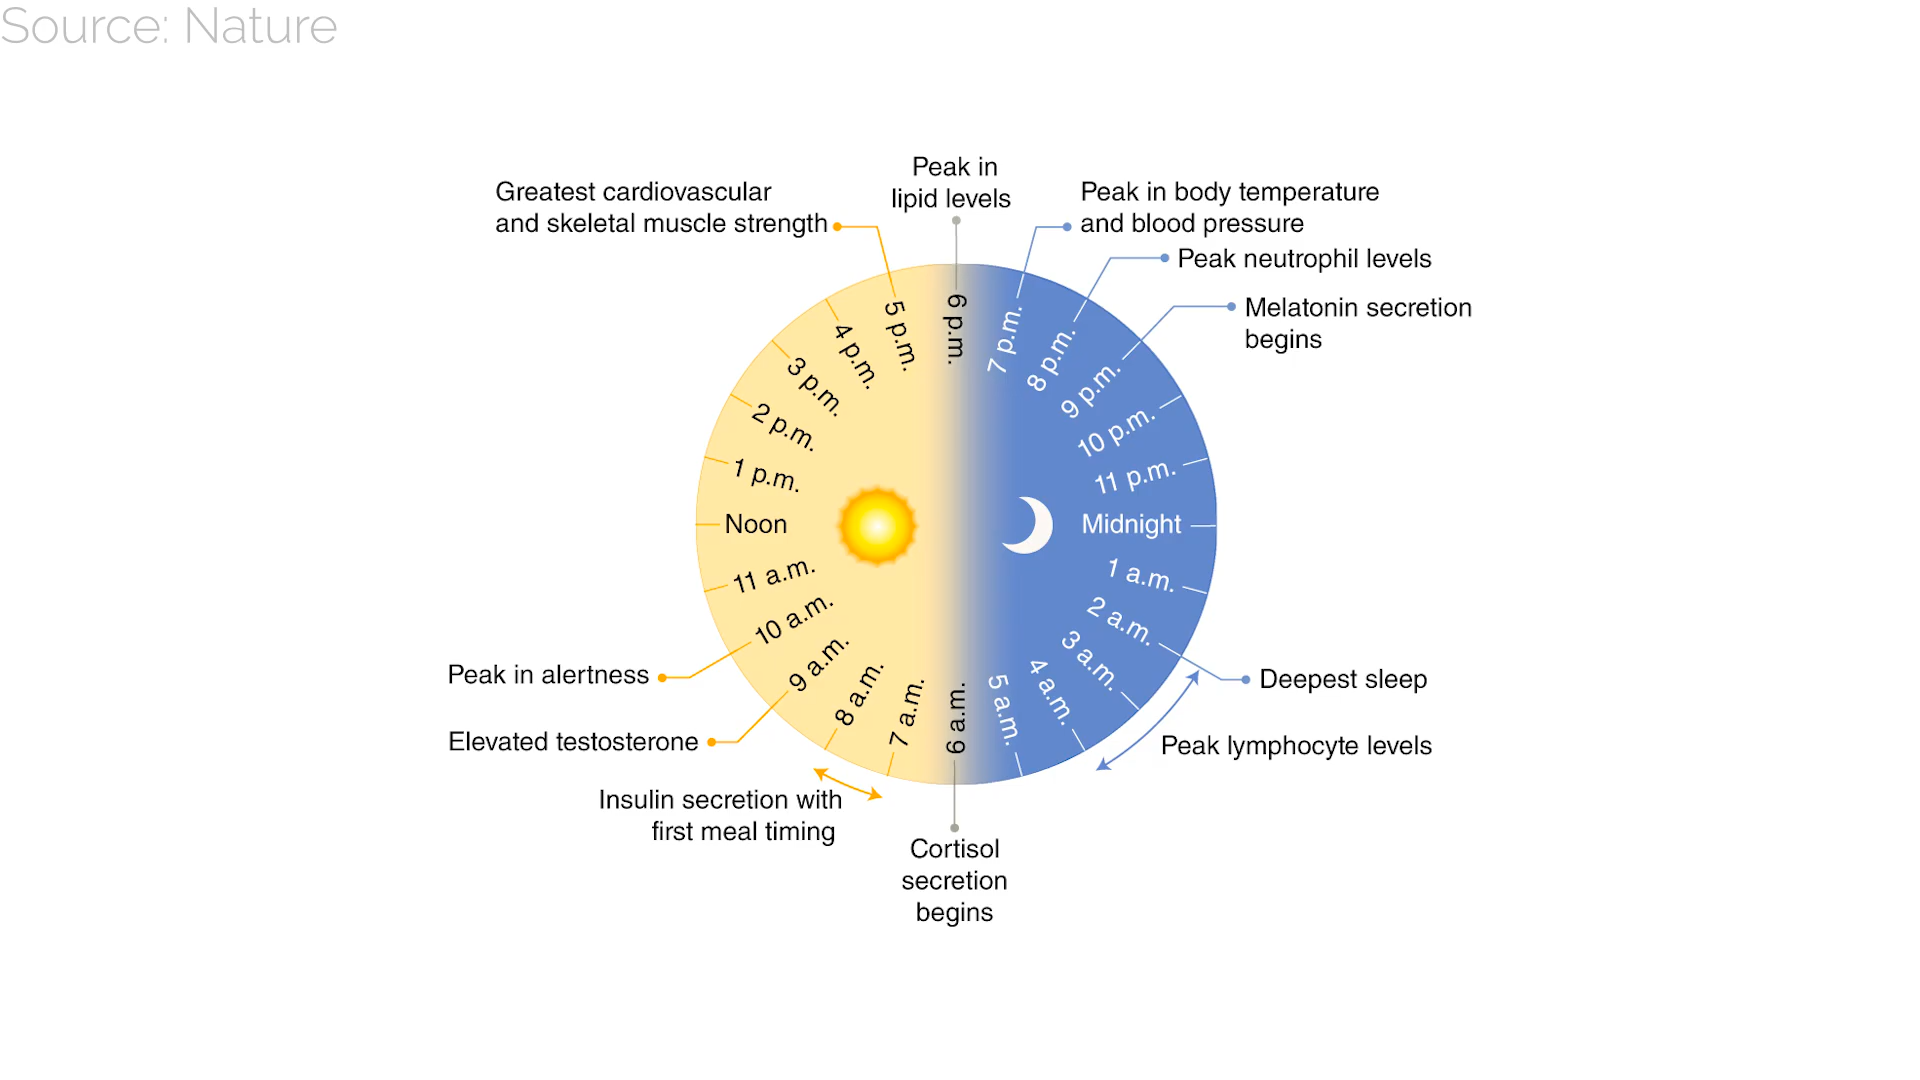 Source: Nature
Peak in
lipid levels
Greatest cardiovascular
and skeletal muscle strength
Peak in body temperature
and blood pressure
Peak neutrophil levels
Melatonin secretion
begins
6 p.m.
7 p.m.
8 p.m.
9 p.m.
10 p.m.
11 p.m.
Midnight
1 a.m.
2 a.m.
3 a.m.
4 a.m.
5 a.m.
6 a.m.
7 a.m.
8 a.m.
9 a.m.
10 a.m.
11 a.m.
Noon
1 p.m.
2 p.m.
3 p.m.
4 p.m.
5 p.m.
Deepest sleep
Peak lymphocyte levels
Peak in alertness
Elevated testosterone
Insulin secretion with
first meal timing
Cortisol
secretion
begins